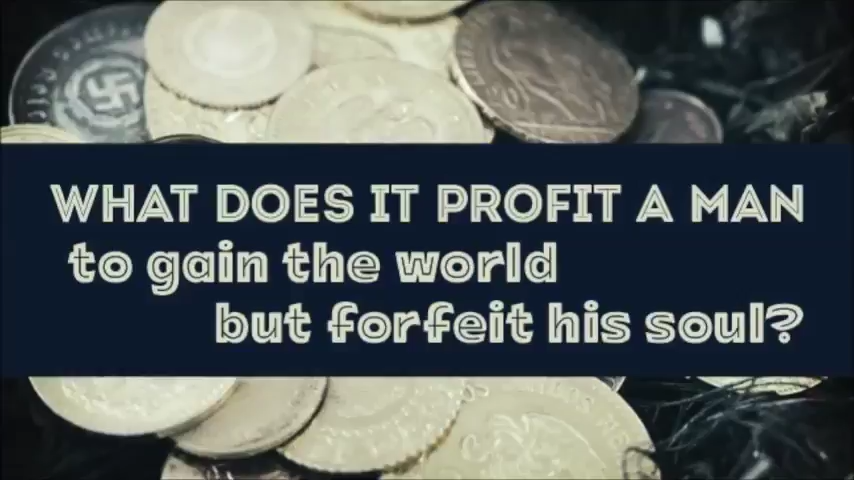 WHAT DOES IT PROFIT A MAN
to gain the world
but forfeit his soul?